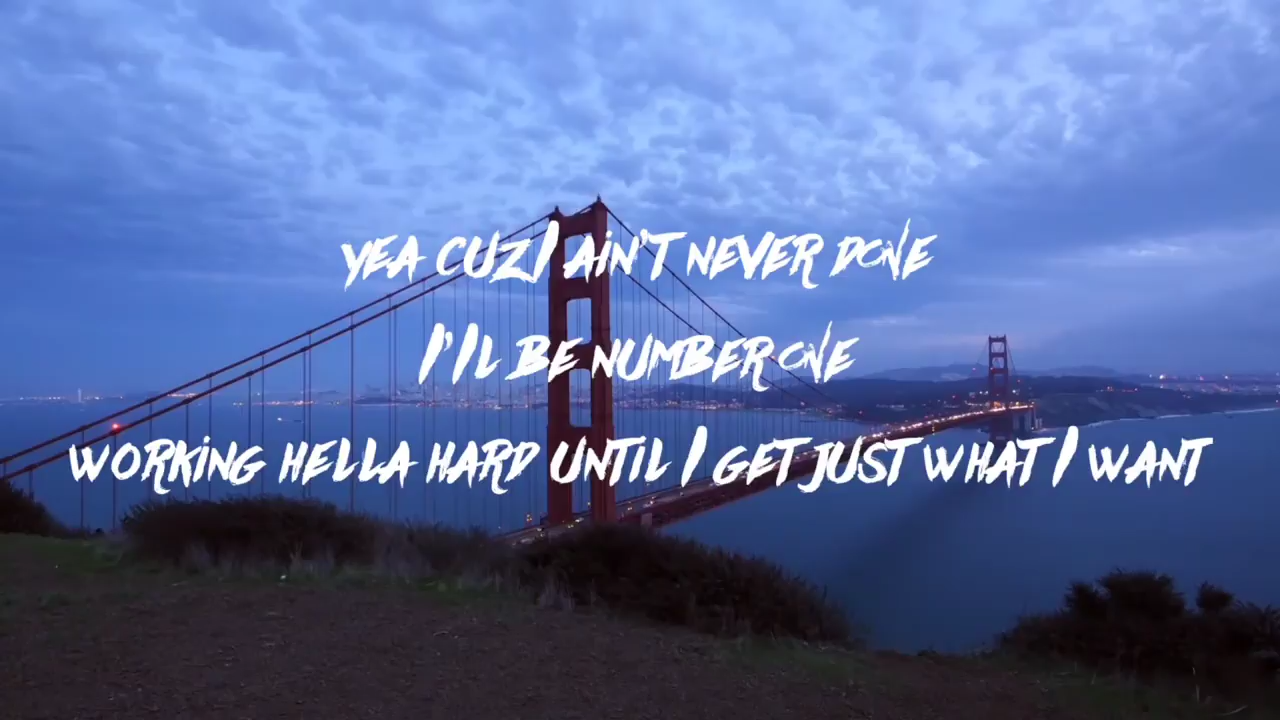 YEA CUZ I AiN'T NEVER DONE
I'LL BE NUMBER ONE
WORKiNG HELLA HARD UNTiL I GET JUST WHAT I WANT